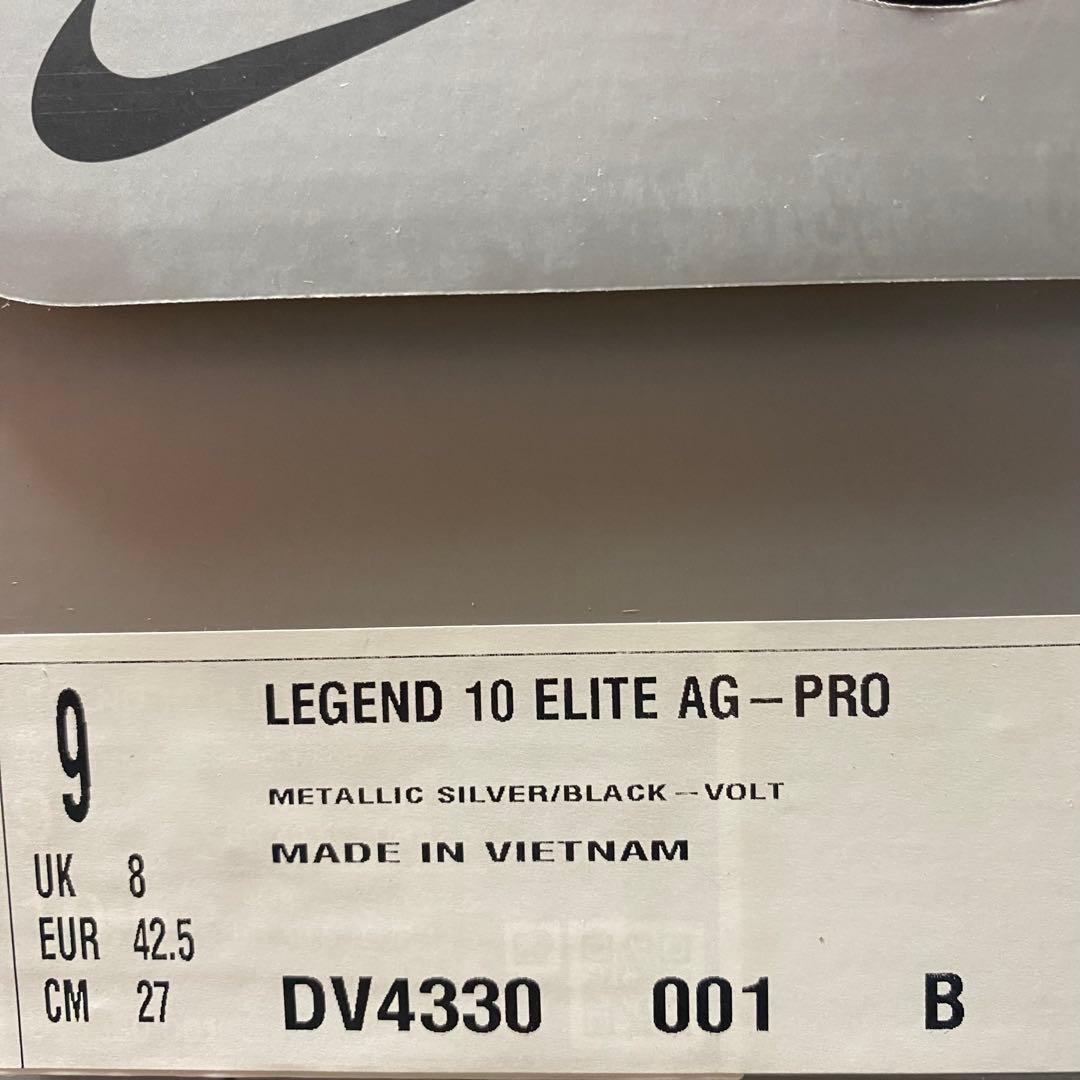 9
LEGEND 10 ELITE AG-PRO
METALLIC SILVER/BLACK-VOLT
MADE IN VIETNAM
UK 8
EUR 42.5
CM 27
DV4330 001 B